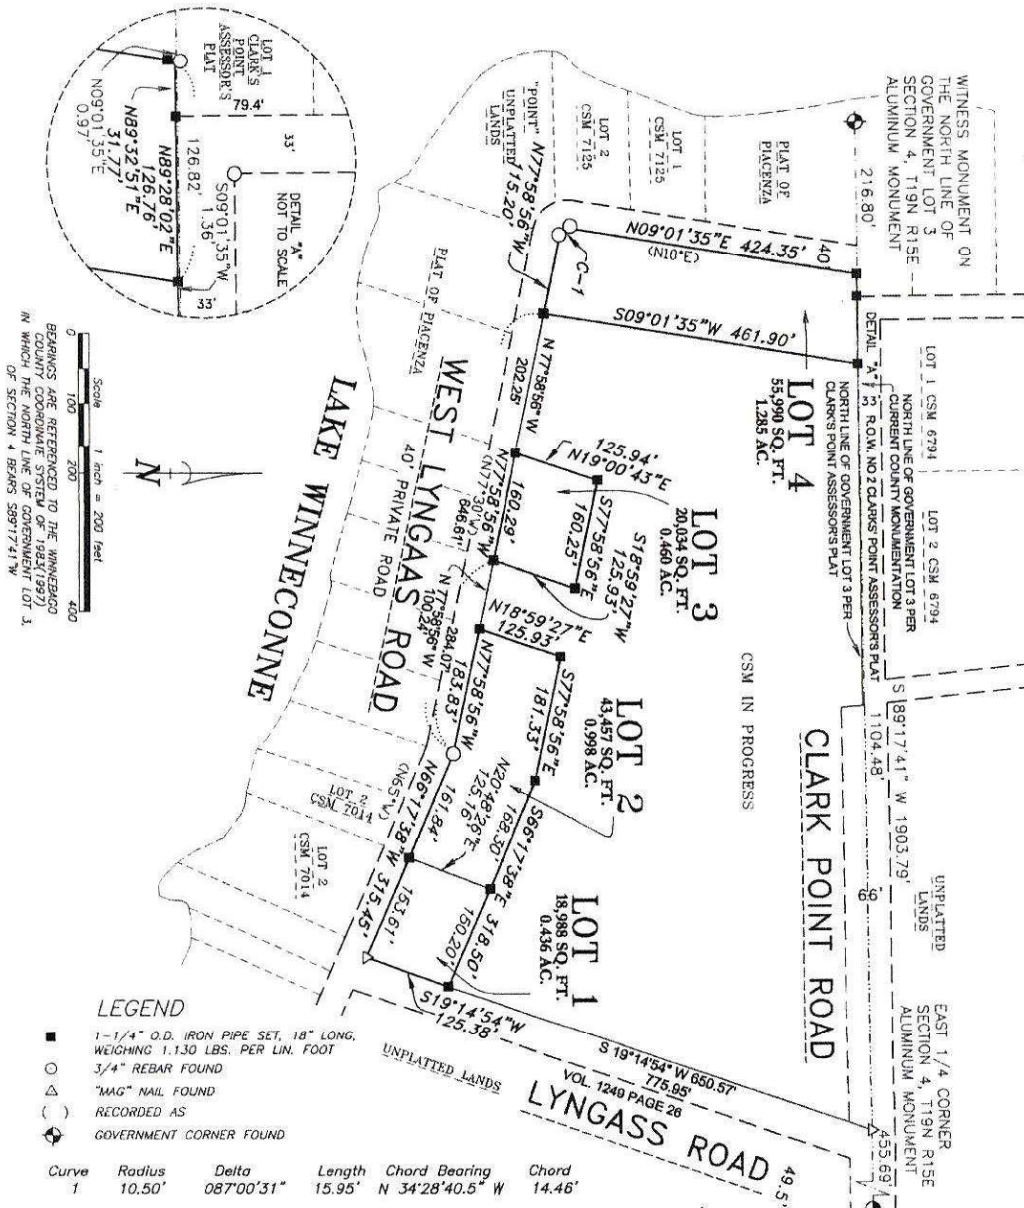 WITNESS MONUMENT ON
THE NORTH LINE OF
GOVERNMENT LOT 3
SECTION 4, T19N R15E
ALUMINUM MONUMENT
216.80'
LOT 1 CSM 6794
LOT 2 CSM 6794
NORTH LINE OF GOVERNMENT LOT 3 PER
CURRENT COUNTY MONUMENTATION
DETAIL "A"
33' R.O.W. NO 2 CLARKS' POINT ASSESSOR'S PLAT
NORTH LINE OF GOVERNMENT LOT 3 PER
CLARK'S POINT ASSESSOR'S PLAT
S 89°17'41" W 1903.79'
1104.48'
66'
UNPLATTED
LANDS
EAST 1/4 CORNER
SECTION 4, T19N R15E
ALUMINUM MONUMENT
455.69'
CLARK POINT ROAD
PLAT OF
PIACENZA
LOT 1
CSM 7125
LOT 2
CSM 7125
"POINT"
UNPLATTED
LANDS
N77°58'56"W
115.20'
C-1
N09°01'35"E 424.35'
(N10°E)
40'
S09°01'35"W 461.90'
LOT 4
55,990 SQ. FT.
1.285 AC.
N 77°58'56" W
202.25'
125.94'
N19°00'43"E
S77°58'56"E
160.25'
N77°58'56"W
160.29'
646.61'
LOT 3
20,034 SQ. FT.
0.460 AC.
S18°59'27"W
125.93'
N18°59'27"E
125.93'
CSM IN PROGRESS
LOT 2
43,457 SQ. FT.
0.998 AC.
S77°58'56"E
181.33'
N 77°58'56" W
100.24'
284.07'
N77°58'56"W
183.83'
S66°17'38"E 318.50'
168.30'
150.20'
N20°48'26"E
125.16'
N66°17'38"W 315.45'
161.84'
153.61'
(N65°W)
LOT 1
18,988 SQ. FT.
0.436 AC.
S19°14'54"W
125.38'
S 19°14'54" W 650.57'
775.95'
VOL. 1249 PAGE 26
LYNGASS ROAD
49.5'
UNPLATTED LANDS
PLAT OF PIACENZA
WEST LYNGAAS ROAD
40' PRIVATE ROAD
LAKE WINNECONNE
LOT 2
CSM 7014
LOT 2
CSM 7014
LOT 1
CLARK'S
POINT
ASSESSOR'S
PLAT
79.4'
33'
DETAIL "A"
NOT TO SCALE
S09°01'35"W
1.36'
126.82'
N89°28'02"E
126.76'
N89°32'51"E
31.77'
N09°01'35"E
0.97'
33'
N
Scale 1 inch = 200 feet
0 100 200 400
BEARINGS ARE REFERENCED TO THE WINNEBAGO
COUNTY COORDINATE SYSTEM OF 1983(1997)
IN WHICH THE NORTH LINE OF GOVERNMENT LOT 3,
OF SECTION 4 BEARS S89°17'41"W
LEGEND
1-1/4" O.D. IRON PIPE SET, 18" LONG,
WEIGHING 1.130 LBS. PER LIN. FOOT
3/4" REBAR FOUND
"MAG" NAIL FOUND
( ) RECORDED AS
GOVERNMENT CORNER FOUND
Curve Radius Delta Length Chord Bearing Chord
1 10.50' 087°00'31" 15.95' N 34°28'40.5" W 14.46'